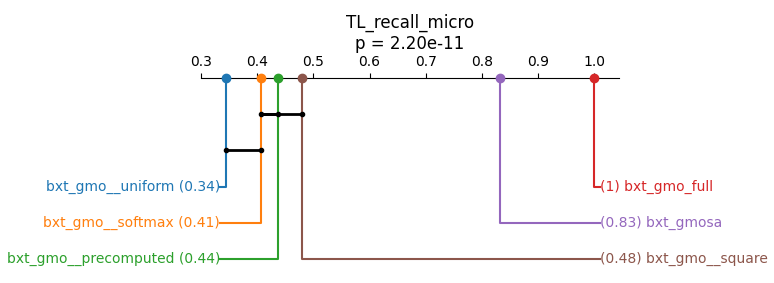 TL_recall_micro
p = 2.20e-11
0.3 0.4 0.5 0.6 0.7 0.8 0.9 1.0
bxt_gmo__uniform (0.34) (1) bxt_gmo_full
bxt_gmo__softmax (0.41) (0.83) bxt_gmosa
bxt_gmo__precomputed (0.44) (0.48) bxt_gmo__square